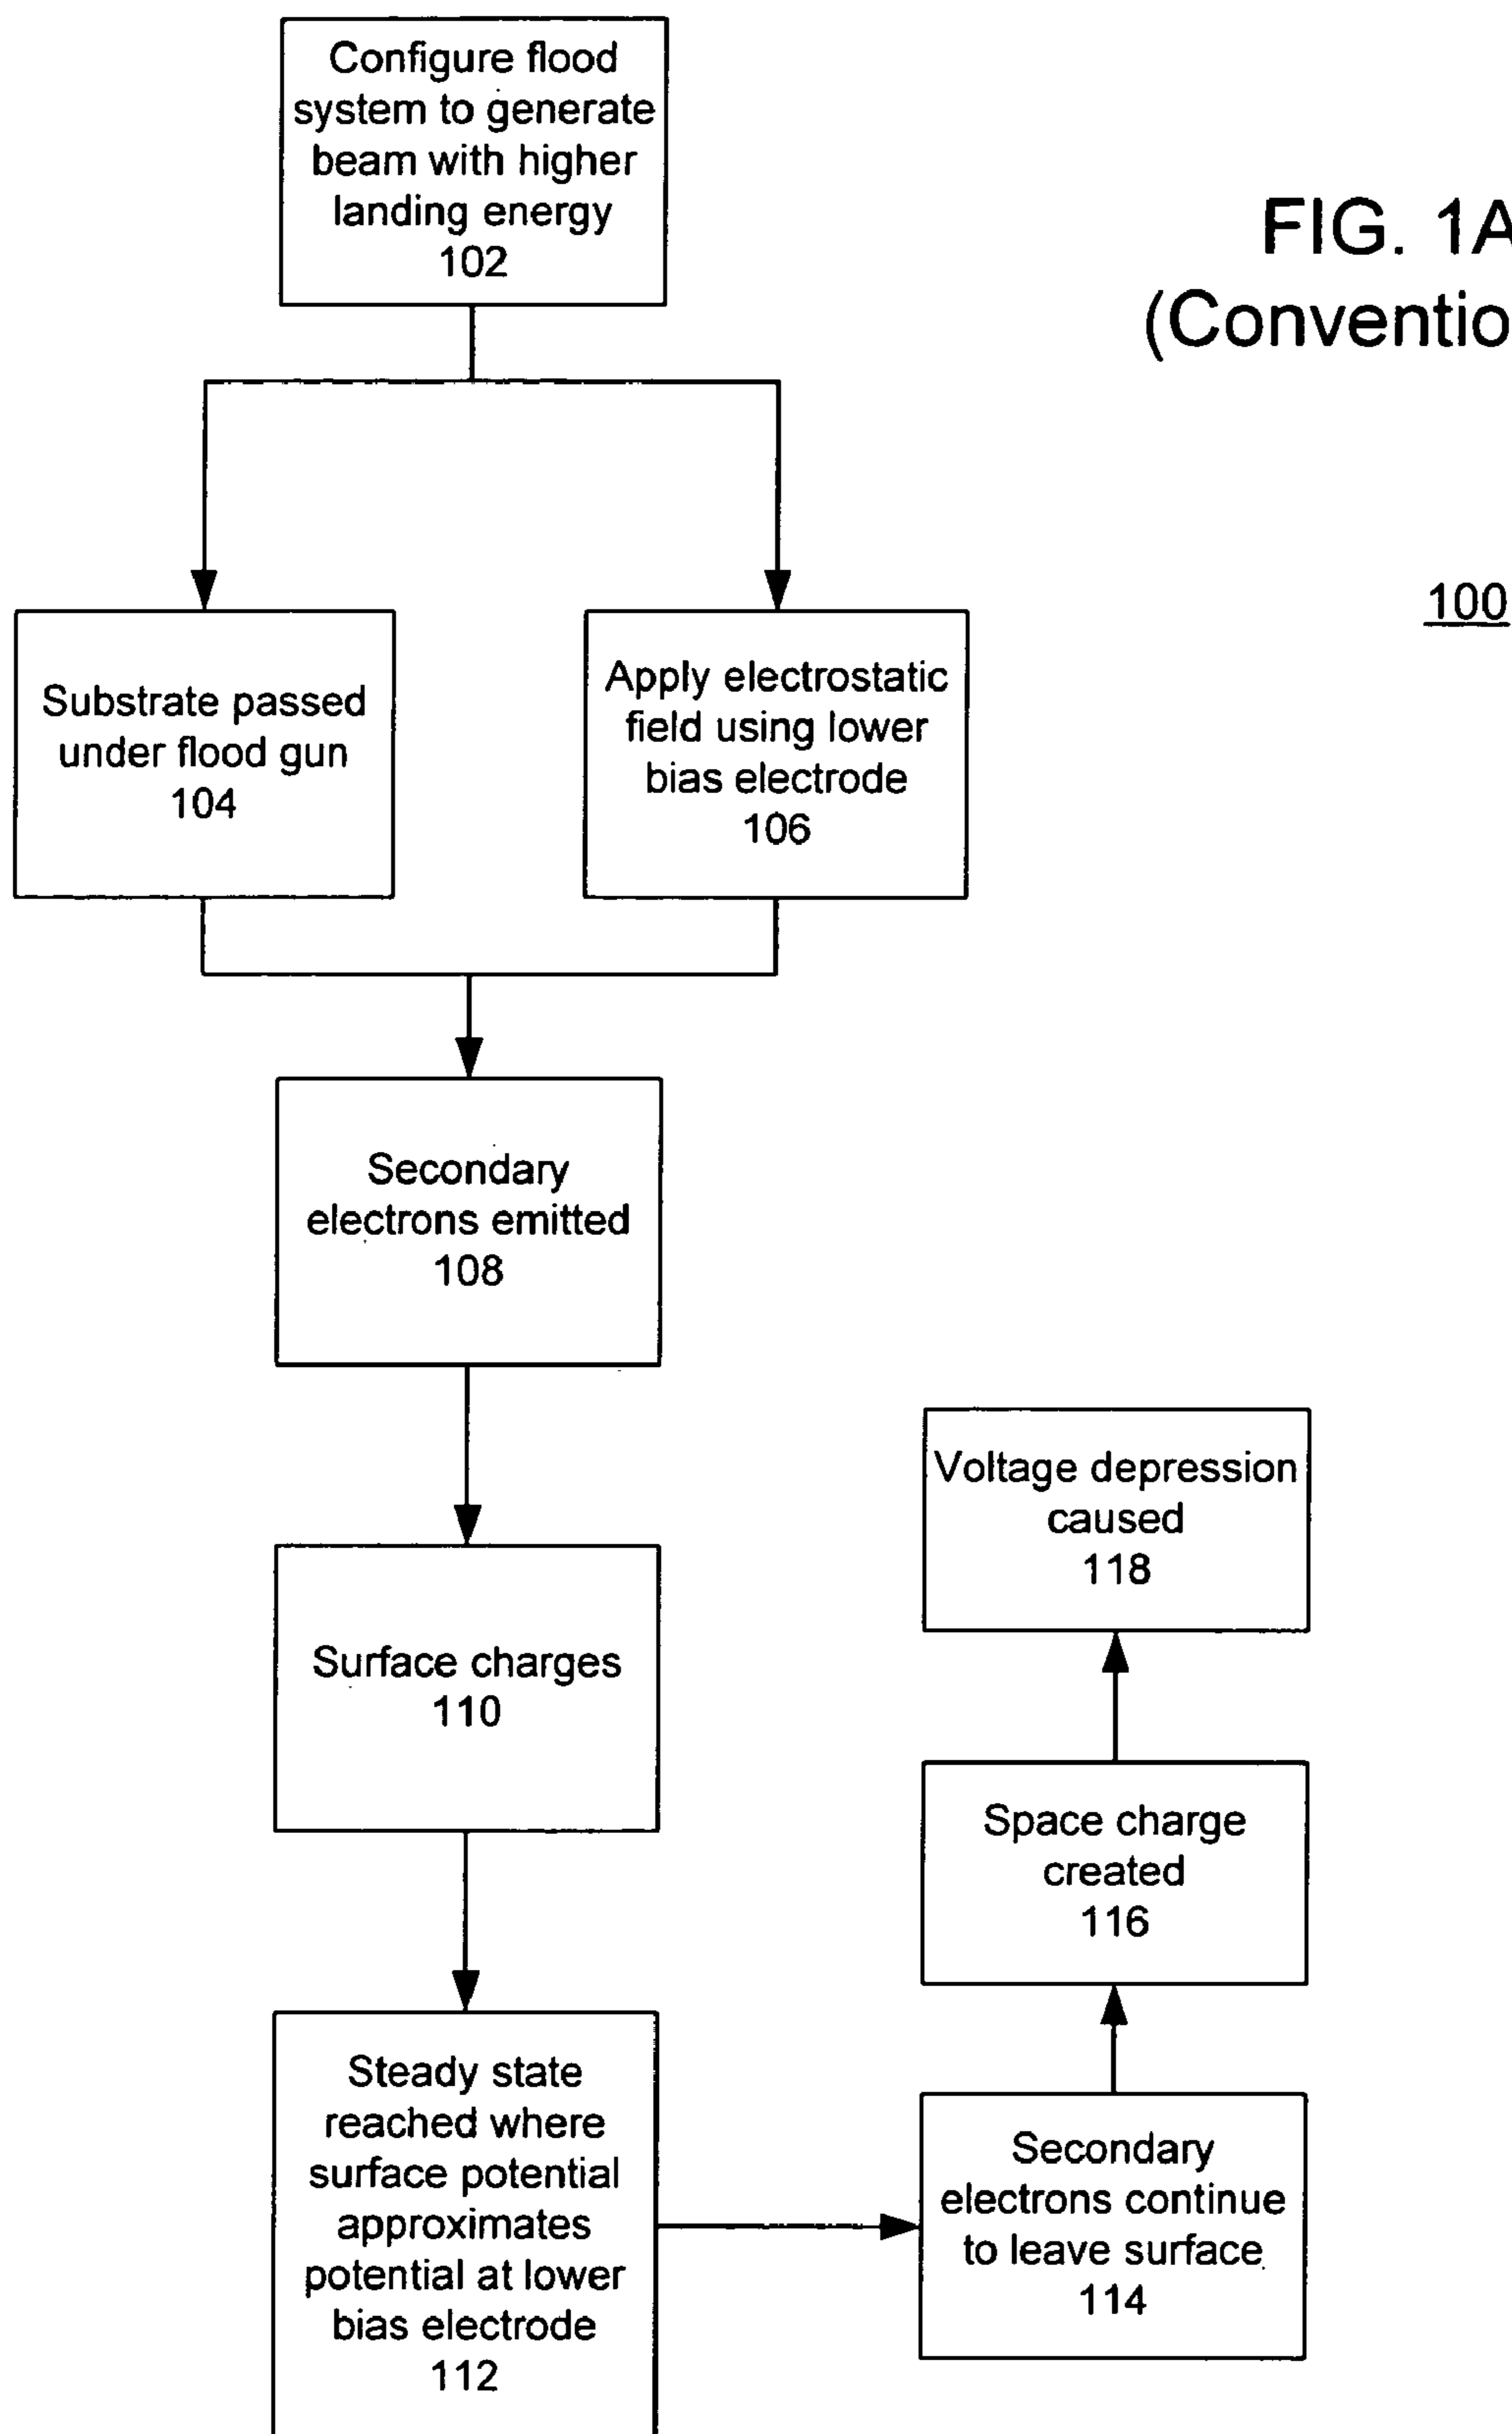 Configure flood
system to generate
beam with higher
landing energy
102
FIG. 1A
(Conventio
100
Substrate passed
under flood gun
104
Apply electrostatic
field using lower
bias electrode
106
Secondary
electrons emitted
108
Surface charges
110
Steady state
reached where
surface potential
approximates
potential at lower
bias electrode
112
Secondary
electrons continue
to leave surface
114
Space charge
created
116
Voltage depression
caused
118